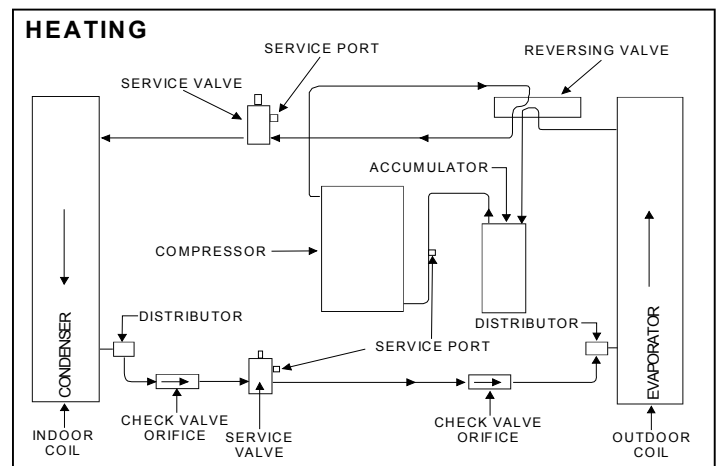 HEATING
SERVICE PORT
REVERSING VALVE
SERVICE VALVE
ACCUMULATOR
COMPRESSOR
CONDENSER
EVAPORATOR
DISTRIBUTOR
DISTRIBUTOR
SERVICE PORT
INDOOR
COIL
CHECK VALVE
ORIFICE
SERVICE
VALVE
CHECK VALVE
ORIFICE
OUTDOOR
COIL